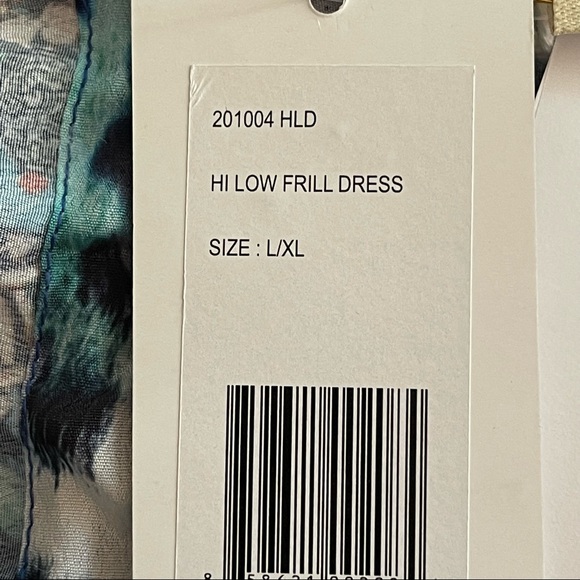 201004 HLD
HI LOW FRILL DRESS
SIZE : L/XL